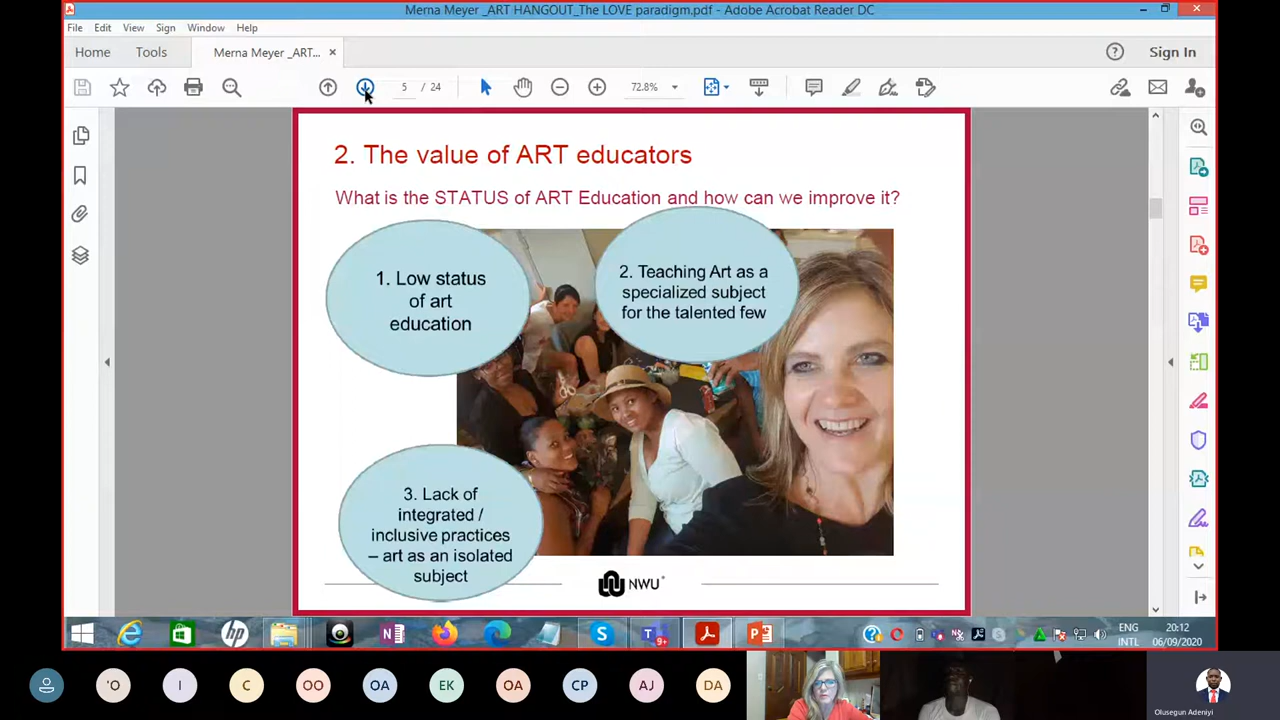 Merna Meyer _ART HANGOUT_The LOVE paradigm.pdf - Adobe Acrobat Reader DC
File Edit View Sign Window Help
Home Tools Merna Meyer _ART... × Sign In
5 / 24 72.8%
2. The value of ART educators
What is the STATUS of ART Education and how can we improve it?
1. Low status
of art
education
2. Teaching Art as a
specialized subject
for the talented few
3. Lack of
integrated /
inclusive practices
– art as an isolated
subject
NWU®
9+
ENG 20:12
INTL 06/09/2020
'O I C OO OA EK OA CP AJ DA
Olusegun Adeniyi